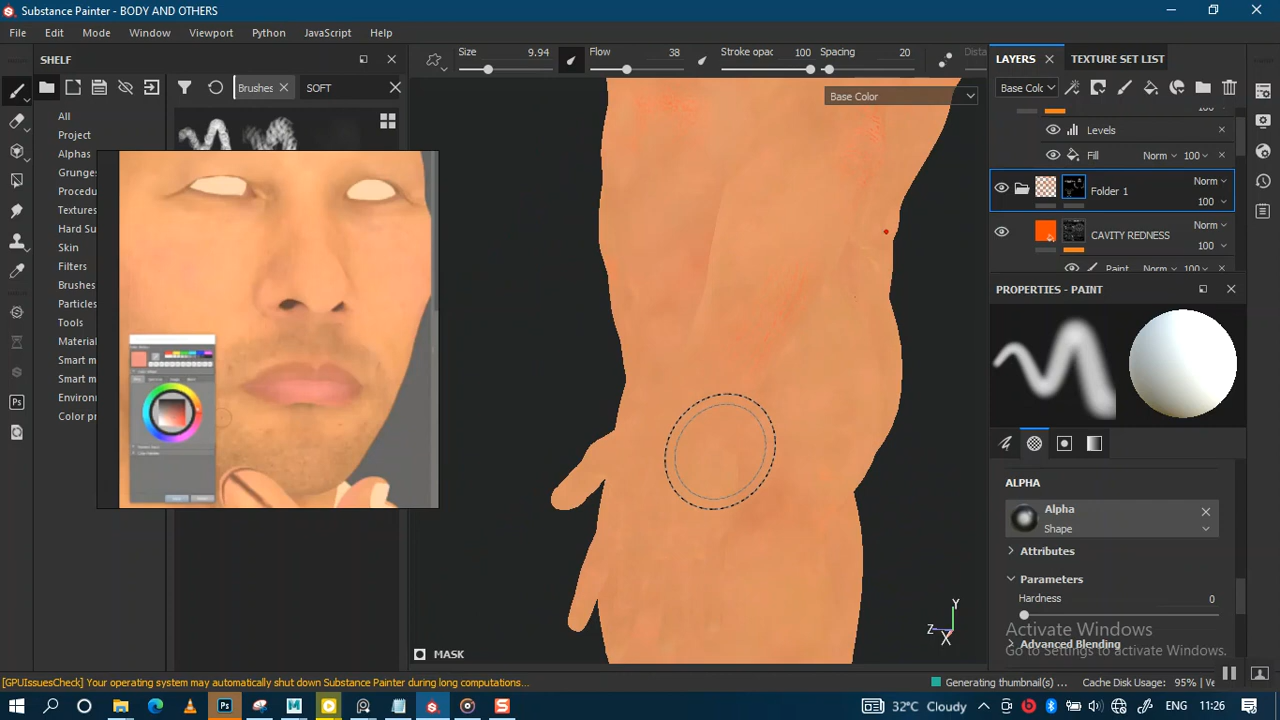 Substance Painter - BODY AND OTHERS
File Edit Mode Window Viewport Python JavaScript Help
SHELF
Size 9.94 Flow 38 Stroke opac 100 Spacing 20 Dista
LAYERS TEXTURE SET LIST
Brushes SOFT
Base Colc
Base Color
100
All
Project
Alphas
Grunges
Procedu
Textures
Hard Su
Skin
Filters
Brushes
Particles
Tools
Material
Smart m
Smart m
Environ
Color pr
Levels
Fill Norm 100
Folder 1 Norm
100
CAVITY REDNESS Norm
100
Paint Norm 100
PROPERTIES - PAINT
ALPHA
Alpha
Shape
Attributes
Parameters
Hardness 0
Advanced Blending
Activate Windows
Go to Settings to activate Windows.
Y
Z
X
MASK
[GPUIssuesCheck] Your operating system may automatically shut down Substance Painter during long computations...
Generating thumbnail(s) ... Cache Disk Usage: 95% | Ve
32°C Cloudy ENG 11:26